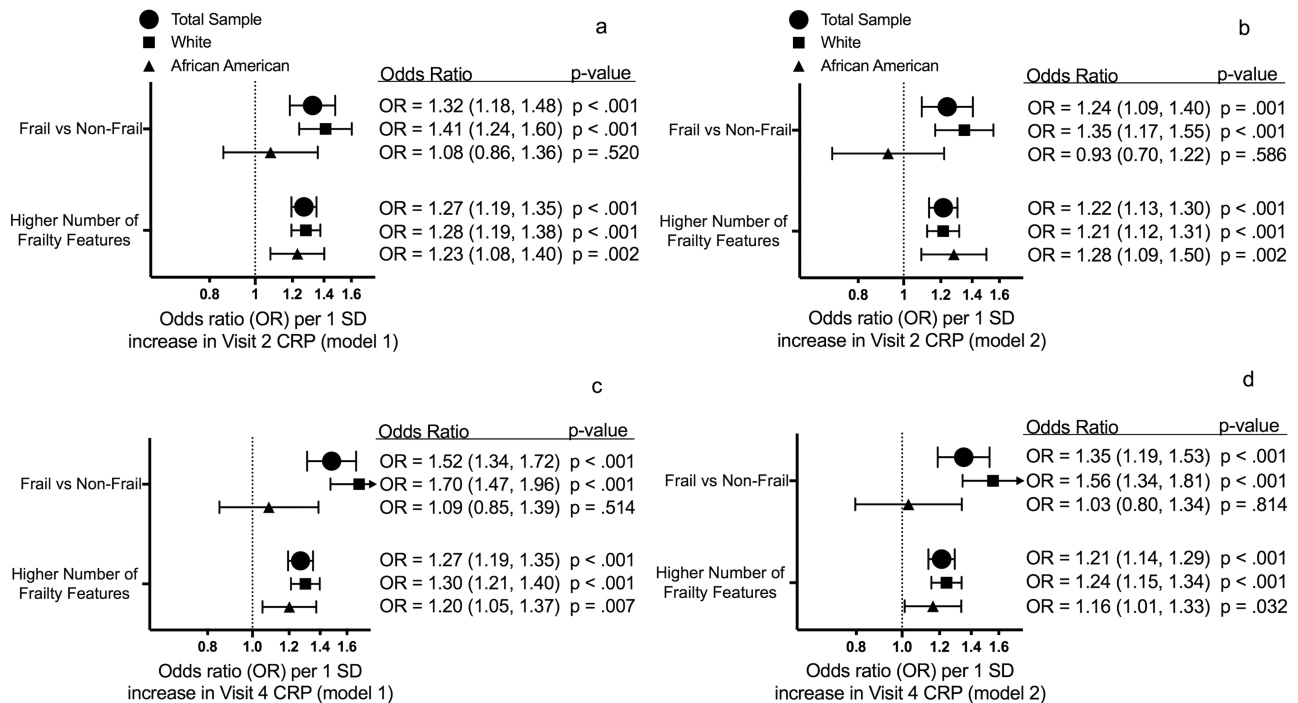 Total Sample
White
African American
a
Odds Ratio p-value
Frail vs Non-Frail
OR = 1.32 (1.18, 1.48) p < .001
OR = 1.41 (1.24, 1.60) p < .001
OR = 1.08 (0.86, 1.36) p = .520
Higher Number of
Frailty Features
OR = 1.27 (1.19, 1.35) p < .001
OR = 1.28 (1.19, 1.38) p < .001
OR = 1.23 (1.08, 1.40) p = .002
0.8 1 1.2 1.4 1.6
Odds ratio (OR) per 1 SD
increase in Visit 2 CRP (model 1)
Total Sample
White
African American
b
Odds Ratio p-value
Frail vs Non-Frail
OR = 1.24 (1.09, 1.40) p = .001
OR = 1.35 (1.17, 1.55) p < .001
OR = 0.93 (0.70, 1.22) p = .586
Higher Number of
Frailty Features
OR = 1.22 (1.13, 1.30) p < .001
OR = 1.21 (1.12, 1.31) p < .001
OR = 1.28 (1.09, 1.50) p = .002
0.8 1 1.2 1.4 1.6
Odds ratio (OR) per 1 SD
increase in Visit 2 CRP (model 2)
c
Odds Ratio p-value
Frail vs Non-Frail
OR = 1.52 (1.34, 1.72) p < .001
OR = 1.70 (1.47, 1.96) p < .001
OR = 1.09 (0.85, 1.39) p = .514
Higher Number of
Frailty Features
OR = 1.27 (1.19, 1.35) p < .001
OR = 1.30 (1.21, 1.40) p < .001
OR = 1.20 (1.05, 1.37) p = .007
0.8 1.0 1.2 1.4 1.6
Odds ratio (OR) per 1 SD
increase in Visit 4 CRP (model 1)
d
Odds Ratio p-value
Frail vs Non-Frail
OR = 1.35 (1.19, 1.53) p < .001
OR = 1.56 (1.34, 1.81) p < .001
OR = 1.03 (0.80, 1.34) p = .814
Higher Number of
Frailty Features
OR = 1.21 (1.14, 1.29) p < .001
OR = 1.24 (1.15, 1.34) p < .001
OR = 1.16 (1.01, 1.33) p = .032
0.8 1.0 1.2 1.4 1.6
Odds ratio (OR) per 1 SD
increase in Visit 4 CRP (model 2)